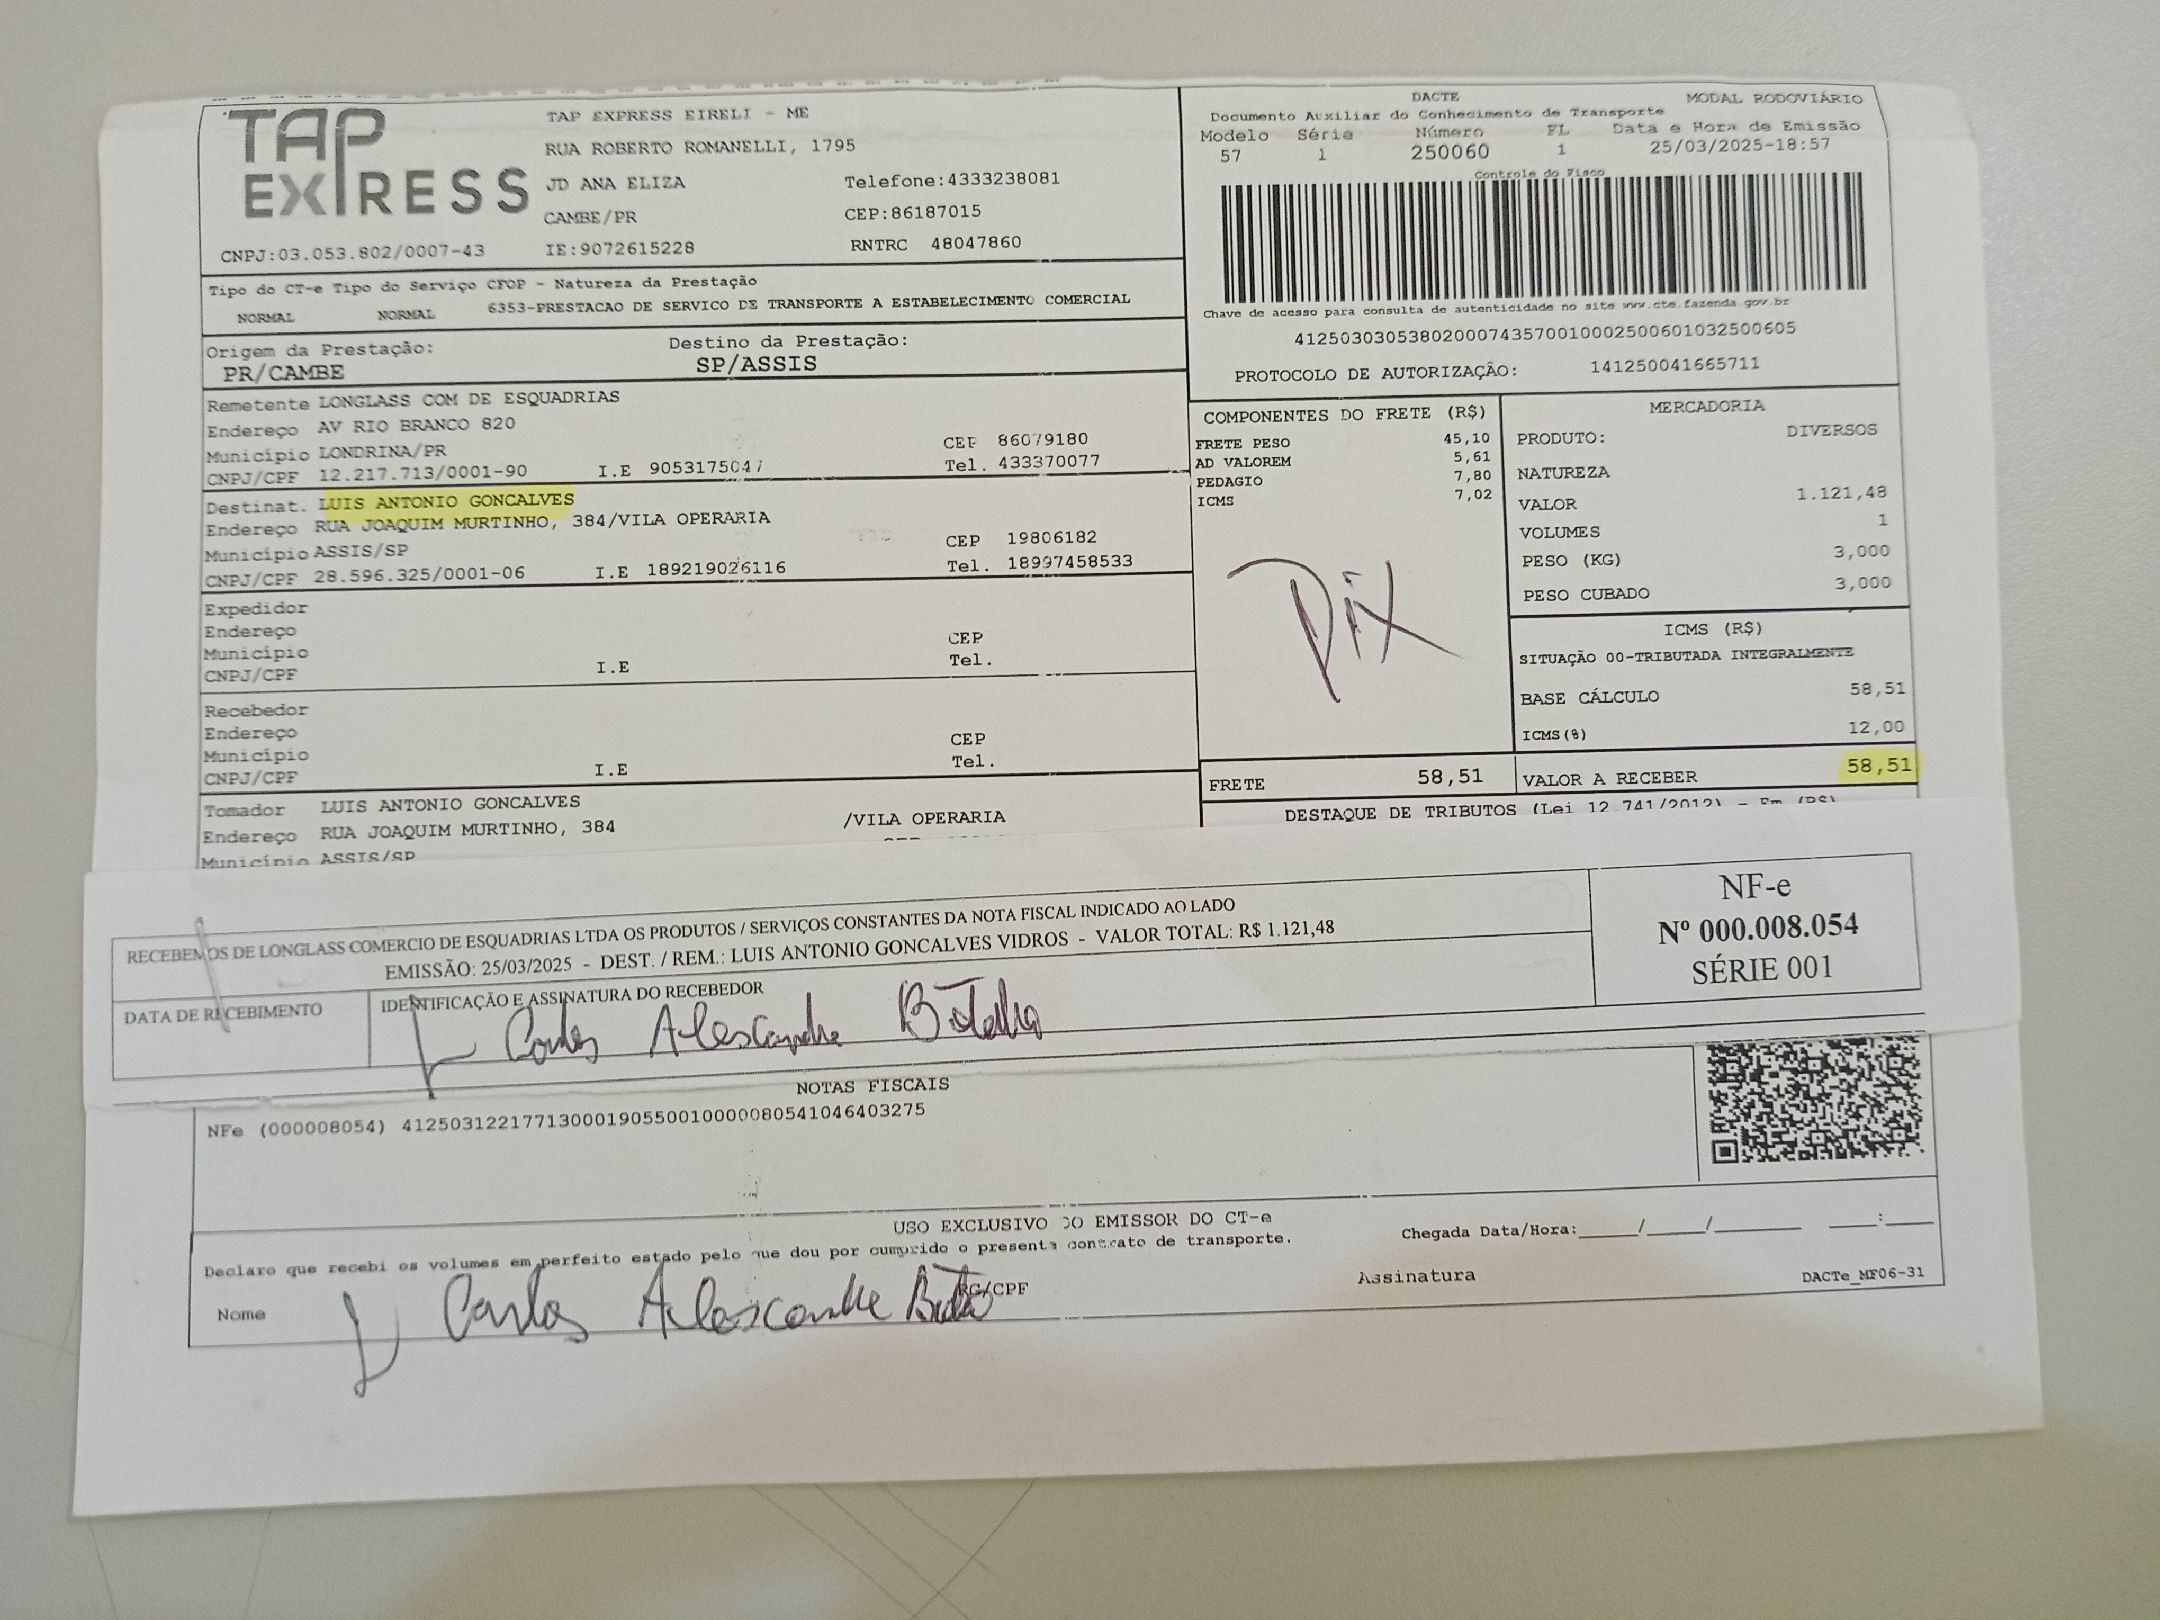 TAP EXPRESS
TAP EXPRESS EIRELI - ME
RUA ROBERTO ROMANELLI, 1795
JD ANA ELIZA Telefone:4333238081
CAMBE/PR CEP:86187015
CNPJ:03.053.802/0007-43 IE:9072615228 RNTRC 48047860
DACTE MODAL RODOVIÁRIO
Documento Auxiliar do Conhecimento de Transporte
Modelo Série Número FL Data e Hora de Emissão
57 1 250060 1 25/03/2025-18:57
Controle do Fisco
Chave de acesso para consulta de autenticidade no site www.cte.fazenda.gov.br
41250303053802000743570010002500601032500605
PROTOCOLO DE AUTORIZAÇÃO: 141250041665711
Tipo do CT-e Tipo do Serviço CFOP - Natureza da Prestação
NORMAL NORMAL 6353-PRESTACAO DE SERVICO DE TRANSPORTE A ESTABELECIMENTO COMERCIAL
Origem da Prestação: Destino da Prestação:
PR/CAMBE SP/ASSIS
Remetente LONGLASS COM DE ESQUADRIAS
Endereço AV RIO BRANCO 820
Município LONDRINA/PR CEP 86079180
CNPJ/CPF 12.217.713/0001-90 I.E 9053175047 Tel. 433370077
Destinat. LUIS ANTONIO GONCALVES
Endereço RUA JOAQUIM MURTINHO, 384/VILA OPERARIA
Município ASSIS/SP CEP 19806182
CNPJ/CPF 28.596.325/0001-06 I.E 189219026116 Tel. 18997458533
Expedidor
Endereço
Município CEP
CNPJ/CPF I.E Tel.
Recebedor
Endereço
Município CEP
CNPJ/CPF I.E Tel.
Tomador LUIS ANTONIO GONCALVES
Endereço RUA JOAQUIM MURTINHO, 384 /VILA OPERARIA
Município ASSIS/SP
COMPONENTES DO FRETE (R$)
FRETE PESO 45,10
AD VALOREM 5,61
PEDAGIO 7,80
ICMS 7,02
Pix
FRETE 58,51
MERCADORIA
PRODUTO: DIVERSOS
NATUREZA
VALOR 1.121,48
VOLUMES 1
PESO (KG) 3,000
PESO CUBADO 3,000
ICMS (R$)
SITUAÇÃO 00-TRIBUTADA INTEGRALMENTE
BASE CÁLCULO 58,51
ICMS(%) 12,00
VALOR A RECEBER 58,51
DESTAQUE DE TRIBUTOS (Lei 12.741/2012) - Em (R$)
RECEBEMOS DE LONGLASS COMERCIO DE ESQUADRIAS LTDA OS PRODUTOS / SERVIÇOS CONSTANTES DA NOTA FISCAL INDICADO AO LADO
EMISSÃO: 25/03/2025 - DEST. / REM.: LUIS ANTONIO GONCALVES VIDROS - VALOR TOTAL: R$ 1.121,48
DATA DE RECEBIMENTO IDENTIFICAÇÃO E ASSINATURA DO RECEBEDOR
Carlos Alescandre Botelho
NF-e
Nº 000.008.054
SÉRIE 001
NOTAS FISCAIS
NFe (000008054) 41250312217713000190550010000080541046403275
USO EXCLUSIVO DO EMISSOR DO CT-e
Declaro que recebi os volumes em perfeito estado pelo que dou por cumprido o presente contrato de transporte.
Chegada Data/Hora:_____/_____/________ ____:____
Nome Carlos Alescandre RG/CPF Assinatura
DACTe_MF06-31